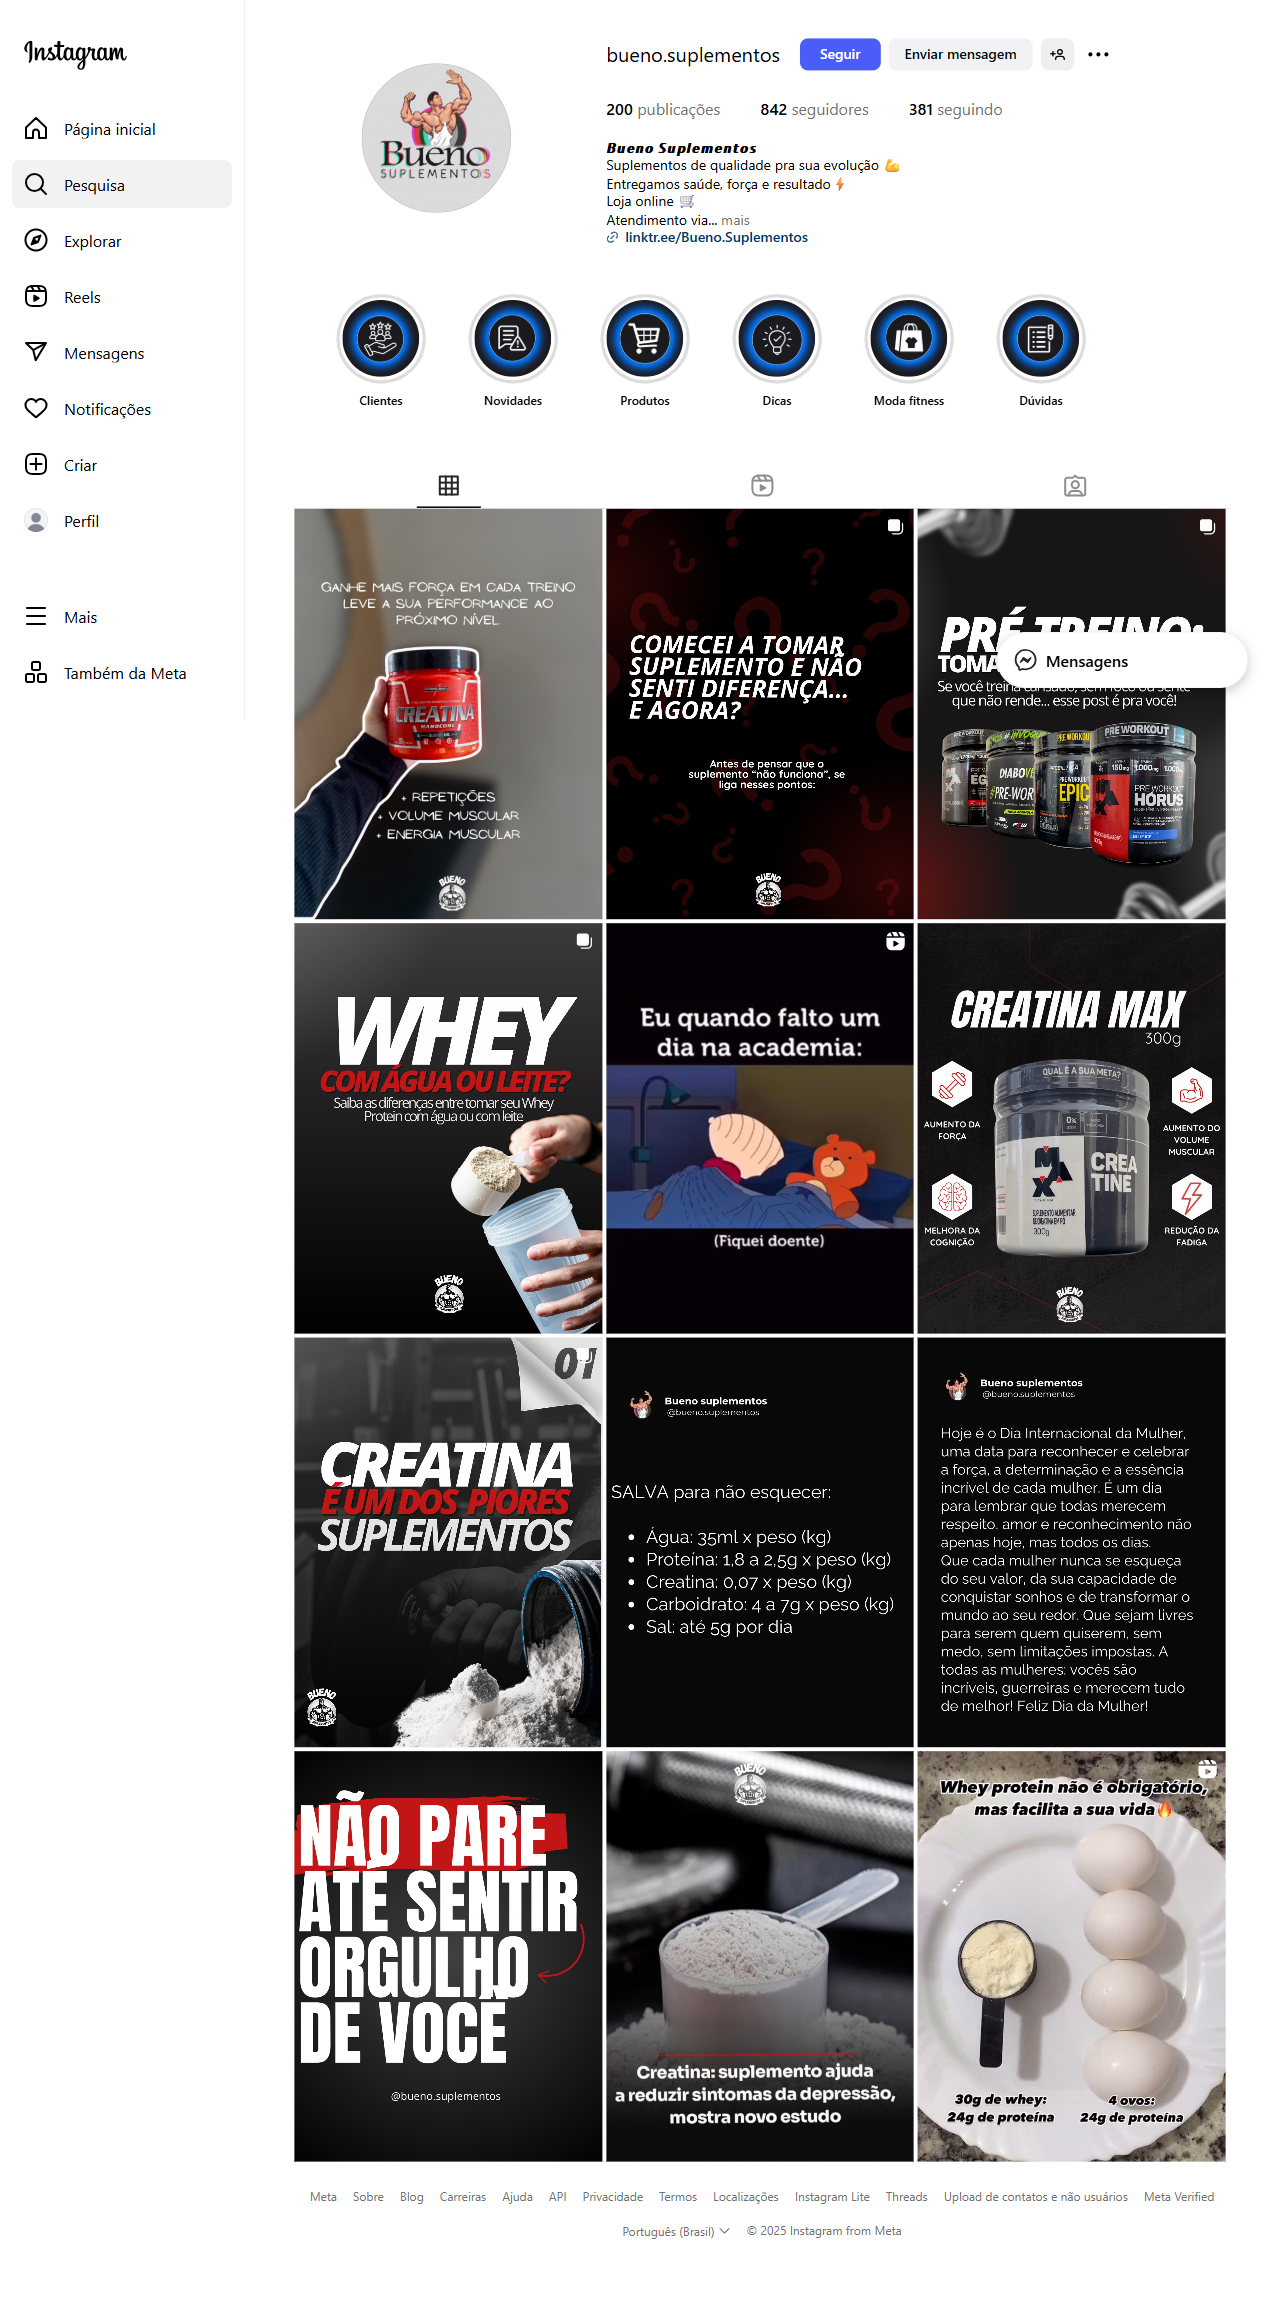 Instagram
Página inicial
Pesquisa
Explorar
Reels
Mensagens
Notificações
Criar
Perfil
Mais
Também da Meta
Bueno
SUPLEMENTOS
bueno.suplementos
Seguir
Enviar mensagem
200 publicações
842 seguidores
381 seguindo
Bueno Suplementos
Suplementos de qualidade pra sua evolução 💪
Entregamos saúde, força e resultado⚡
Loja online 🛒
Atendimento via... mais
linktr.ee/Bueno.Suplementos
Clientes
Novidades
Produtos
Dicas
Moda fitness
Dúvidas
GANHE MAIS FORÇA EM CADA TREINO
LEVE A SUA PERFORMANCE AO
PRÓXIMO NÍVEL
CREATINA
HARDCORE
+ REPETIÇÕES
+ VOLUME MUSCULAR
+ ENERGIA MUSCULAR
BUENO
COMECEI A TOMAR
SUPLEMENTO E NÃO
SENTI DIFERENÇA...
E AGORA?
Antes de pensar que o
suplemento “não funciona”, se
liga nesses pontos:
BUENO
PRÉ TREINO:
TOMA
Mensagens
Se você treina cansado, sem foco ou sente
que não rende... esse post é pra você!
PRE WORKOUT
EPIC
PRE WORKOUT
HÓRUS
WHEY
COM ÁGUA OU LEITE?
Saiba as diferenças entre tomar seu Whey
Protein com água ou com leite
BUENO
Eu quando falto um
dia na academia:
(Fiquei doente)
CREATINA MAX
300g
QUAL É A SUA META?
AUMENTO DA
FORÇA
AUMENTO DO
VOLUME
MUSCULAR
MAX
CREA
TINE
SUPLEMENTO ALIMENTAR
DE CREATINA EM PÓ
300g
MELHORA DA
COGNIÇÃO
REDUÇÃO DA
FADIGA
BUENO
01
CREATINA
É UM DOS PIORES
SUPLEMENTOS
BUENO
Bueno suplementos
@bueno.suplementos
SALVA para não esquecer:
• Água: 35ml x peso (kg)
• Proteína: 1,8 a 2,5g x peso (kg)
• Creatina: 0,07 x peso (kg)
• Carboidrato: 4 a 7g x peso (kg)
• Sal: até 5g por dia
Bueno suplementos
@bueno.suplementos
Hoje é o Dia Internacional da Mulher,
uma data para reconhecer e celebrar
a força, a determinação e a essência
incrível de cada mulher. É um dia
para lembrar que todas merecem
respeito. amor e reconhecimento não
apenas hoje, mas todos os dias.
Que cada mulher nunca se esqueça
do seu valor, da sua capacidade de
conquistar sonhos e de transformar o
mundo ao seu redor. Que sejam livres
para serem quem quiserem, sem
medo, sem limitações impostas. A
todas as mulheres: vocês são
incríveis, guerreiras e merecem tudo
de melhor! Feliz Dia da Mulher!
NÃO PARE
ATÉ SENTIR
ORGULHO
DE VOCÊ
@bueno.suplementos
BUENO
Creatina: suplemento ajuda
a reduzir sintomas da depressão,
mostra novo estudo
Whey protein não é obrigatório,
mas facilita a sua vida🔥
30g de whey:
24g de proteína
4 ovos:
24g de proteína
Meta Sobre Blog Carreiras Ajuda API Privacidade Termos Localizações Instagram Lite Threads Upload de contatos e não usuários Meta Verified
Português (Brasil) © 2025 Instagram from Meta